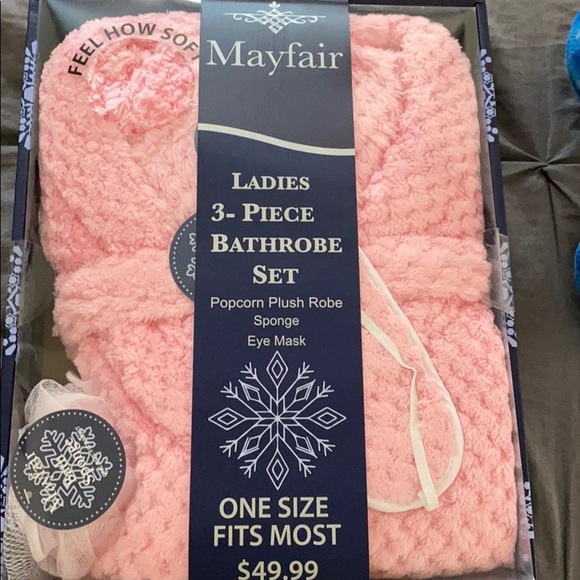 FEEL HOW SOFT
Mayfair
LADIES
3- PIECE
BATHROBE
SET
Popcorn Plush Robe
Sponge
Eye Mask
ONE SIZE
FITS MOST
$49.99